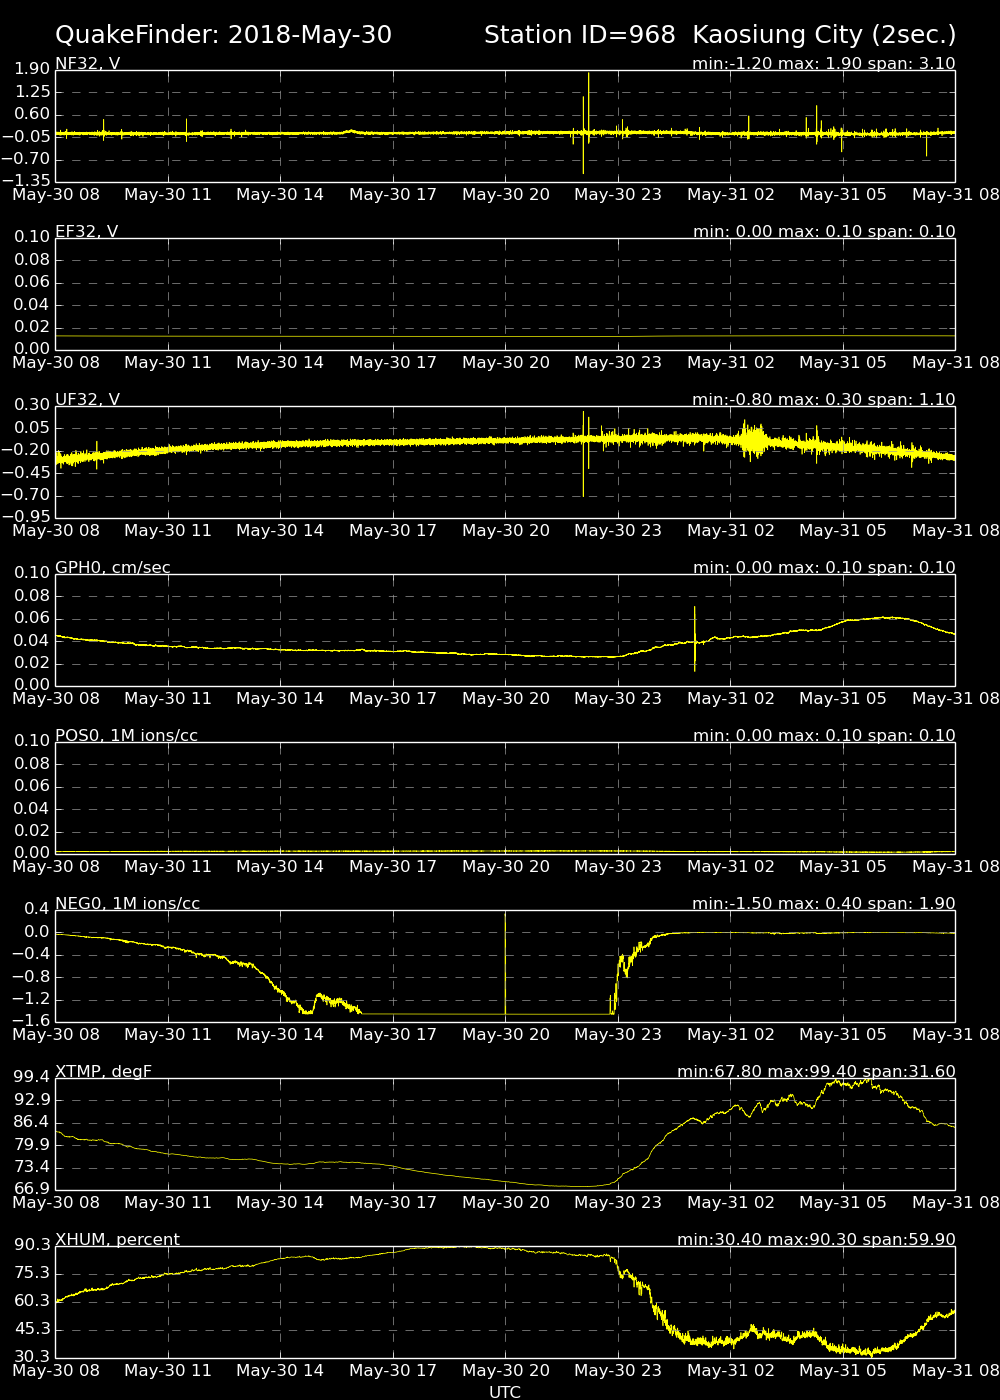 QuakeFinder: 2018-May-30 Station ID=968 Kaosiung City (2sec.)
NF32, V min:-1.20 max: 1.90 span: 3.10
1.90
1.25
0.60
−0.05
−0.70
−1.35
May-30 08 May-30 11 May-30 14 May-30 17 May-30 20 May-30 23 May-31 02 May-31 05 May-31 08
EF32, V min: 0.00 max: 0.10 span: 0.10
0.10
0.08
0.06
0.04
0.02
0.00
May-30 08 May-30 11 May-30 14 May-30 17 May-30 20 May-30 23 May-31 02 May-31 05 May-31 08
UF32, V min:-0.80 max: 0.30 span: 1.10
0.30
0.05
−0.20
−0.45
−0.70
−0.95
May-30 08 May-30 11 May-30 14 May-30 17 May-30 20 May-30 23 May-31 02 May-31 05 May-31 08
GPH0, cm/sec min: 0.00 max: 0.10 span: 0.10
0.10
0.08
0.06
0.04
0.02
0.00
May-30 08 May-30 11 May-30 14 May-30 17 May-30 20 May-30 23 May-31 02 May-31 05 May-31 08
POS0, 1M ions/cc min: 0.00 max: 0.10 span: 0.10
0.10
0.08
0.06
0.04
0.02
0.00
May-30 08 May-30 11 May-30 14 May-30 17 May-30 20 May-30 23 May-31 02 May-31 05 May-31 08
NEG0, 1M ions/cc min:-1.50 max: 0.40 span: 1.90
0.4
0.0
−0.4
−0.8
−1.2
−1.6
May-30 08 May-30 11 May-30 14 May-30 17 May-30 20 May-30 23 May-31 02 May-31 05 May-31 08
XTMP, degF min:67.80 max:99.40 span:31.60
99.4
92.9
86.4
79.9
73.4
66.9
May-30 08 May-30 11 May-30 14 May-30 17 May-30 20 May-30 23 May-31 02 May-31 05 May-31 08
XHUM, percent min:30.40 max:90.30 span:59.90
90.3
75.3
60.3
45.3
30.3
May-30 08 May-30 11 May-30 14 May-30 17 May-30 20 May-30 23 May-31 02 May-31 05 May-31 08
UTC